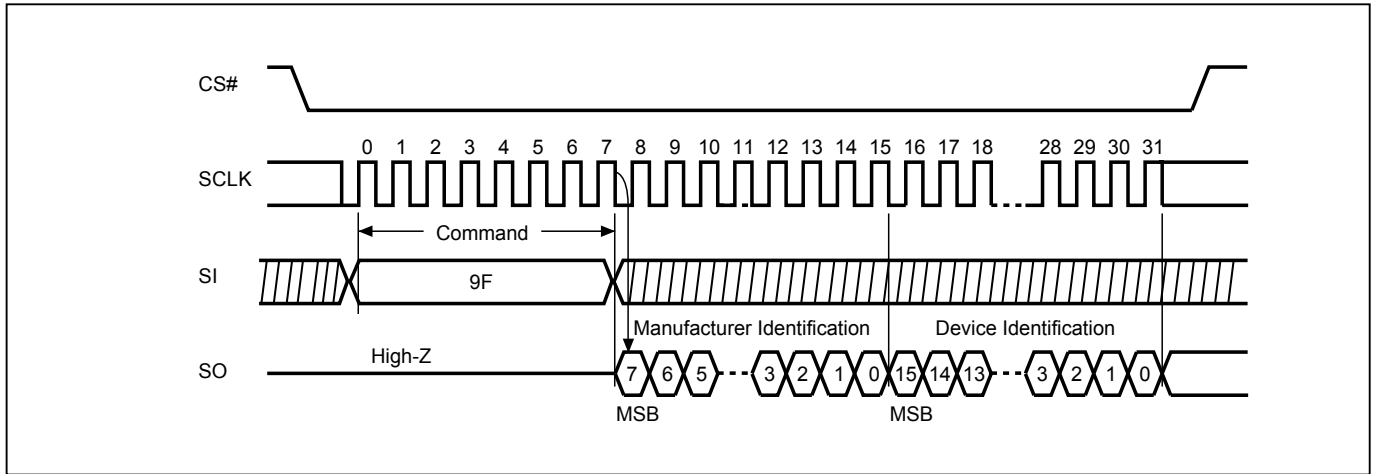 CS#
0 1 2 3 4 5 6 7 8 9 10 11 12 13 14 15 16 17 18 28 29 30 31
SCLK
Command
SI
9F
Manufacturer Identification Device Identification
High-Z
SO
7 6 5 3 2 1 0 15 14 13 3 2 1 0
MSB MSB